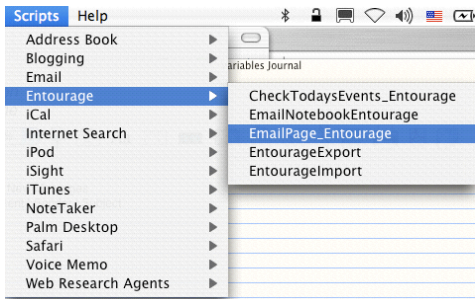 Scripts Help
Address Book
Blogging
Email
Entourage
iCal
Internet Search
iPod
iSight
iTunes
NoteTaker
Palm Desktop
Safari
Voice Memo
Web Research Agents
ariables Journal
CheckTodaysEvents_Entourage
EmailNotebookEntourage
EmailPage_Entourage
EntourageExport
EntourageImport